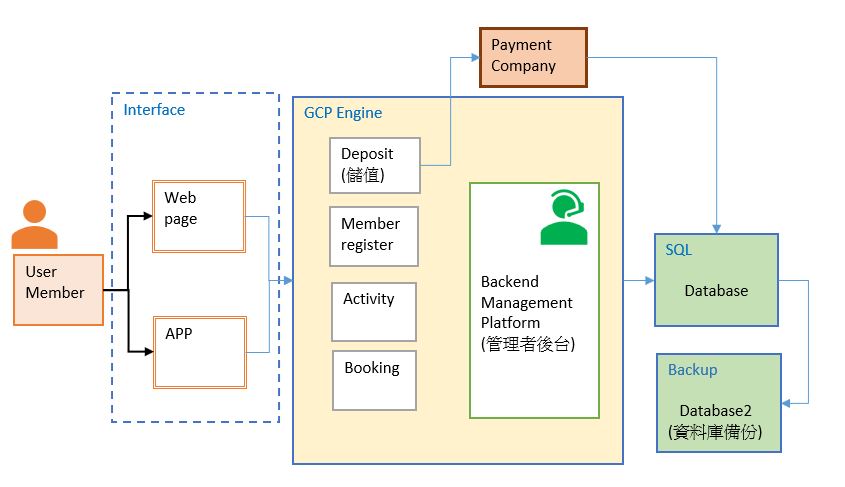 Payment
Company
Interface
GCP Engine
Deposit
(儲值)
Web
page
Member
register
User
Member
SQL
Database
Backend
Management
Platform
(管理者後台)
Activity
APP
Booking
Backup
Database2
(資料庫備份)